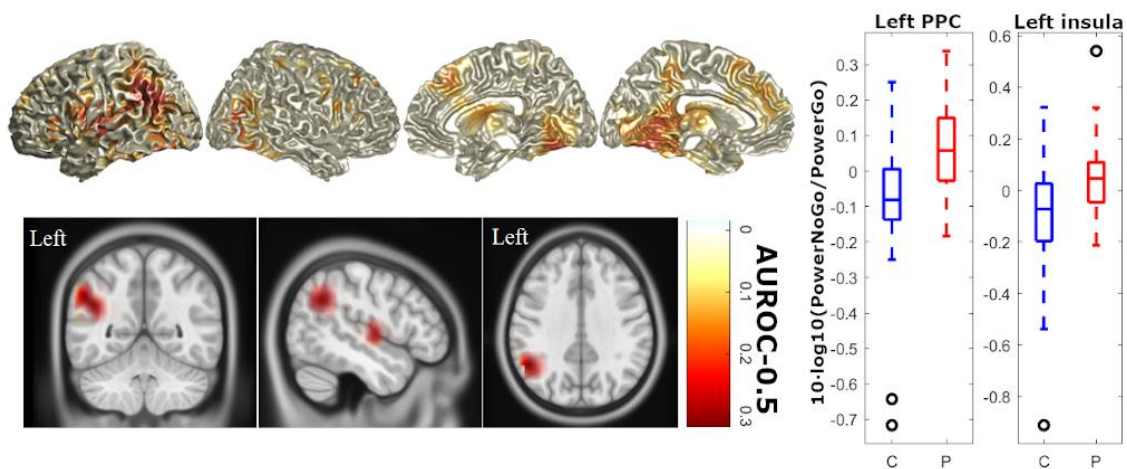 Left PPC
Left insula
Left
Left
0
0.1
0.2
0.3
AUROC-0.5
10·log10(PowerNoGo/PowerGo)
0.3
0.2
0.1
0
-0.1
-0.2
-0.3
-0.4
-0.5
-0.6
-0.7
C
P
0.6
0.4
0.2
0
-0.2
-0.4
-0.6
-0.8
C
P